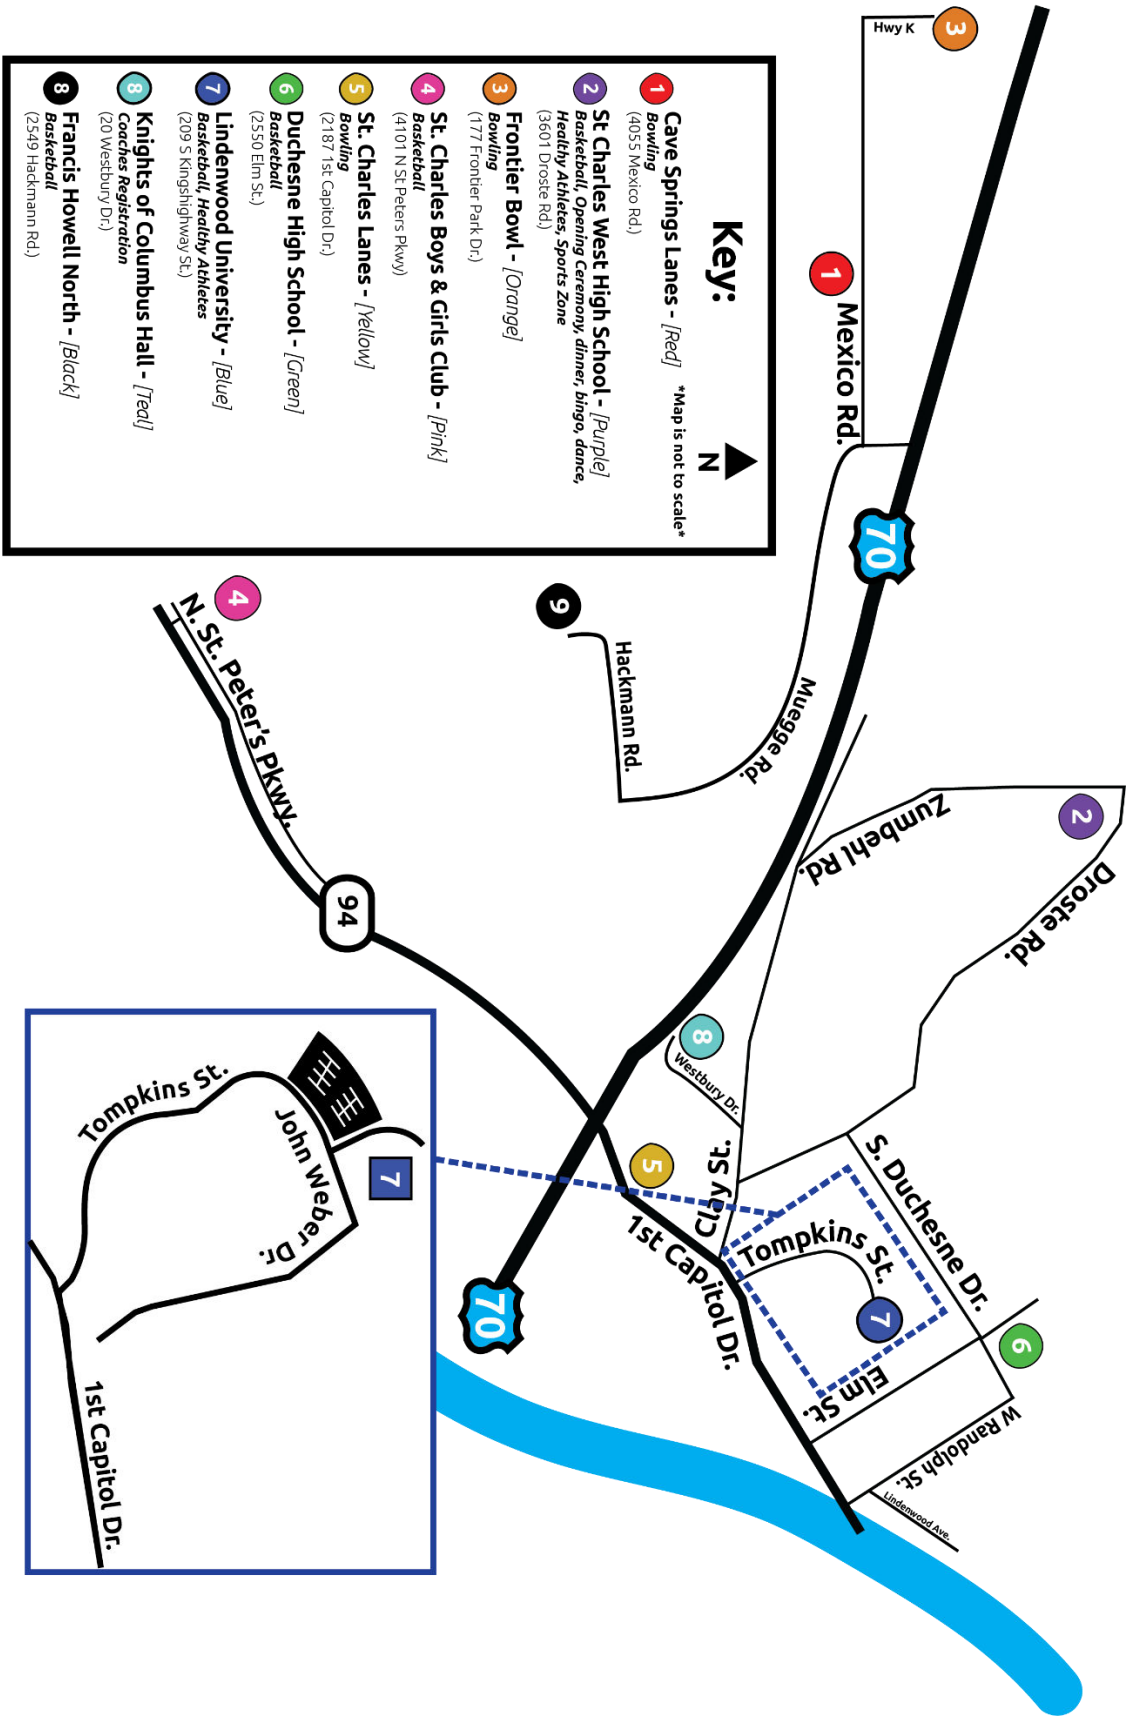 Key:
N
*Map is not to scale*
1
Cave Springs Lanes - [Red]
Bowling
(4055 Mexico Rd.)
2
St Charles West High School - [Purple]
Basketball, Opening Ceremony, dinner, bingo, dance,
Healthy Athletes, Sports Zone
(3601 Droste Rd.)
3
Frontier Bowl - [Orange]
Bowling
(177 Frontier Park Dr.)
4
St. Charles Boys & Girls Club - [Pink]
Basketball
(4101 N St Peters Pkwy)
5
St. Charles Lanes - [Yellow]
Bowling
(2187 1st Capitol Dr.)
6
Duchesne High School - [Green]
Basketball
(2550 Elm St.)
7
Lindenwood University - [Blue]
Basketball, Healthy Athletes
(209 S Kingshighway St.)
8
Knights of Columbus Hall - [Teal]
Coaches Registration
(20 Westbury Dr.)
8
Francis Howell North - [Black]
Basketball
(2549 Hackmann Rd.)
3
Hwy K
1
Mexico Rd.
70
Muegge Rd.
9
Hackmann Rd.
4
N. St. Peter's Pkwy.
94
2
Zumbehl Rd.
Droste Rd.
8
Westbury Dr.
5
Clay St.
1st Capitol Dr.
S. Duchesne Dr.
Tompkins St.
7
6
Elm St.
W Randolph St.
Lindenwood Ave.
70
Tompkins St.
John Weber Dr.
7
1st Capitol Dr.